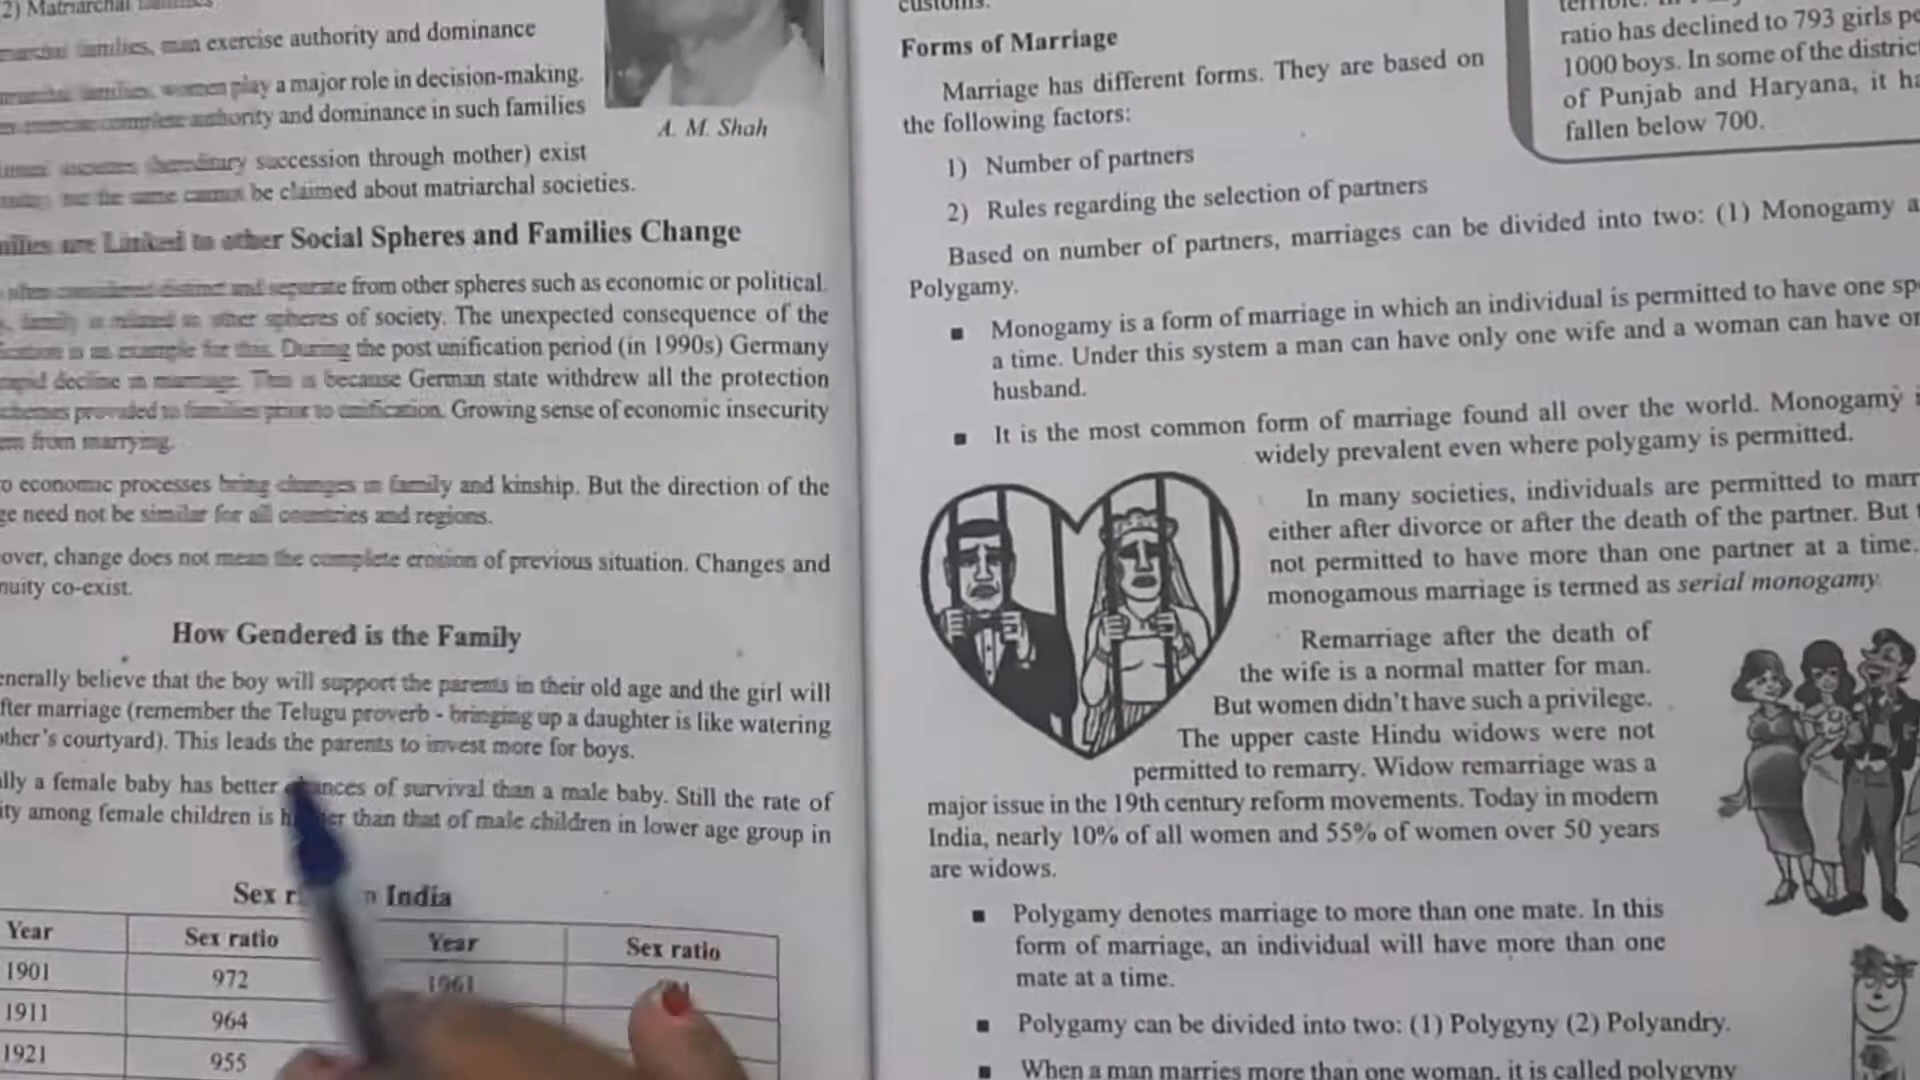 2) Matriarchal families
families, man exercise authority and dominance
families, women play a major role in decision-making.
complete authority and dominance in such families
A. M. Shah
societies (hereditary succession through mother) exist
but the same cannot be claimed about matriarchal societies.
milies are Linked to other Social Spheres and Families Change
often considered distinct and separate from other spheres such as economic or political.
family is related to other spheres of society. The unexpected consequence of the
fication is an example for this. During the post unification period (in 1990s) Germany
rapid decline in marriage. This is because German state withdrew all the protection
schemes provided to families prior to unification. Growing sense of economic insecurity
from marrying.
o economic processes bring changes in family and kinship. But the direction of the
ge need not be similar for all countries and regions.
over, change does not mean the complete erosion of previous situation. Changes and
nuity co-exist.
How Gendered is the Family
enerally believe that the boy will support the parents in their old age and the girl will
fter marriage (remember the Telugu proverb - bringing up a daughter is like watering
other's courtyard). This leads the parents to invest more for boys.
lly a female baby has better chances of survival than a male baby. Still the rate of
ity among female children is higher than that of male children in lower age group in
Sex r n India
Year Sex ratio Year Sex ratio
1901 972 1961
1911 964
1921 955
customs.
Forms of Marriage
Marriage has different forms. They are based on
the following factors:
1) Number of partners
2) Rules regarding the selection of partners
Based on number of partners, marriages can be divided into two: (1) Monogamy a
Polygamy.
▪ Monogamy is a form of marriage in which an individual is permitted to have one sp
a time. Under this system a man can have only one wife and a woman can have on
husband.
▪ It is the most common form of marriage found all over the world. Monogamy i
widely prevalent even where polygamy is permitted.
In many societies, individuals are permitted to marr
either after divorce or after the death of the partner. But t
not permitted to have more than one partner at a time.
monogamous marriage is termed as serial monogamy.
Remarriage after the death of
the wife is a normal matter for man.
But women didn't have such a privilege.
The upper caste Hindu widows were not
permitted to remarry. Widow remarriage was a
major issue in the 19th century reform movements. Today in modern
India, nearly 10% of all women and 55% of women over 50 years
are widows.
▪ Polygamy denotes marriage to more than one mate. In this
form of marriage, an individual will have more than one
mate at a time.
▪ Polygamy can be divided into two: (1) Polygyny (2) Polyandry.
▪ When a man marries more than one woman, it is called polygyny
ratio has declined to 793 girls pe
1000 boys. In some of the distric
of Punjab and Haryana, it ha
fallen below 700.